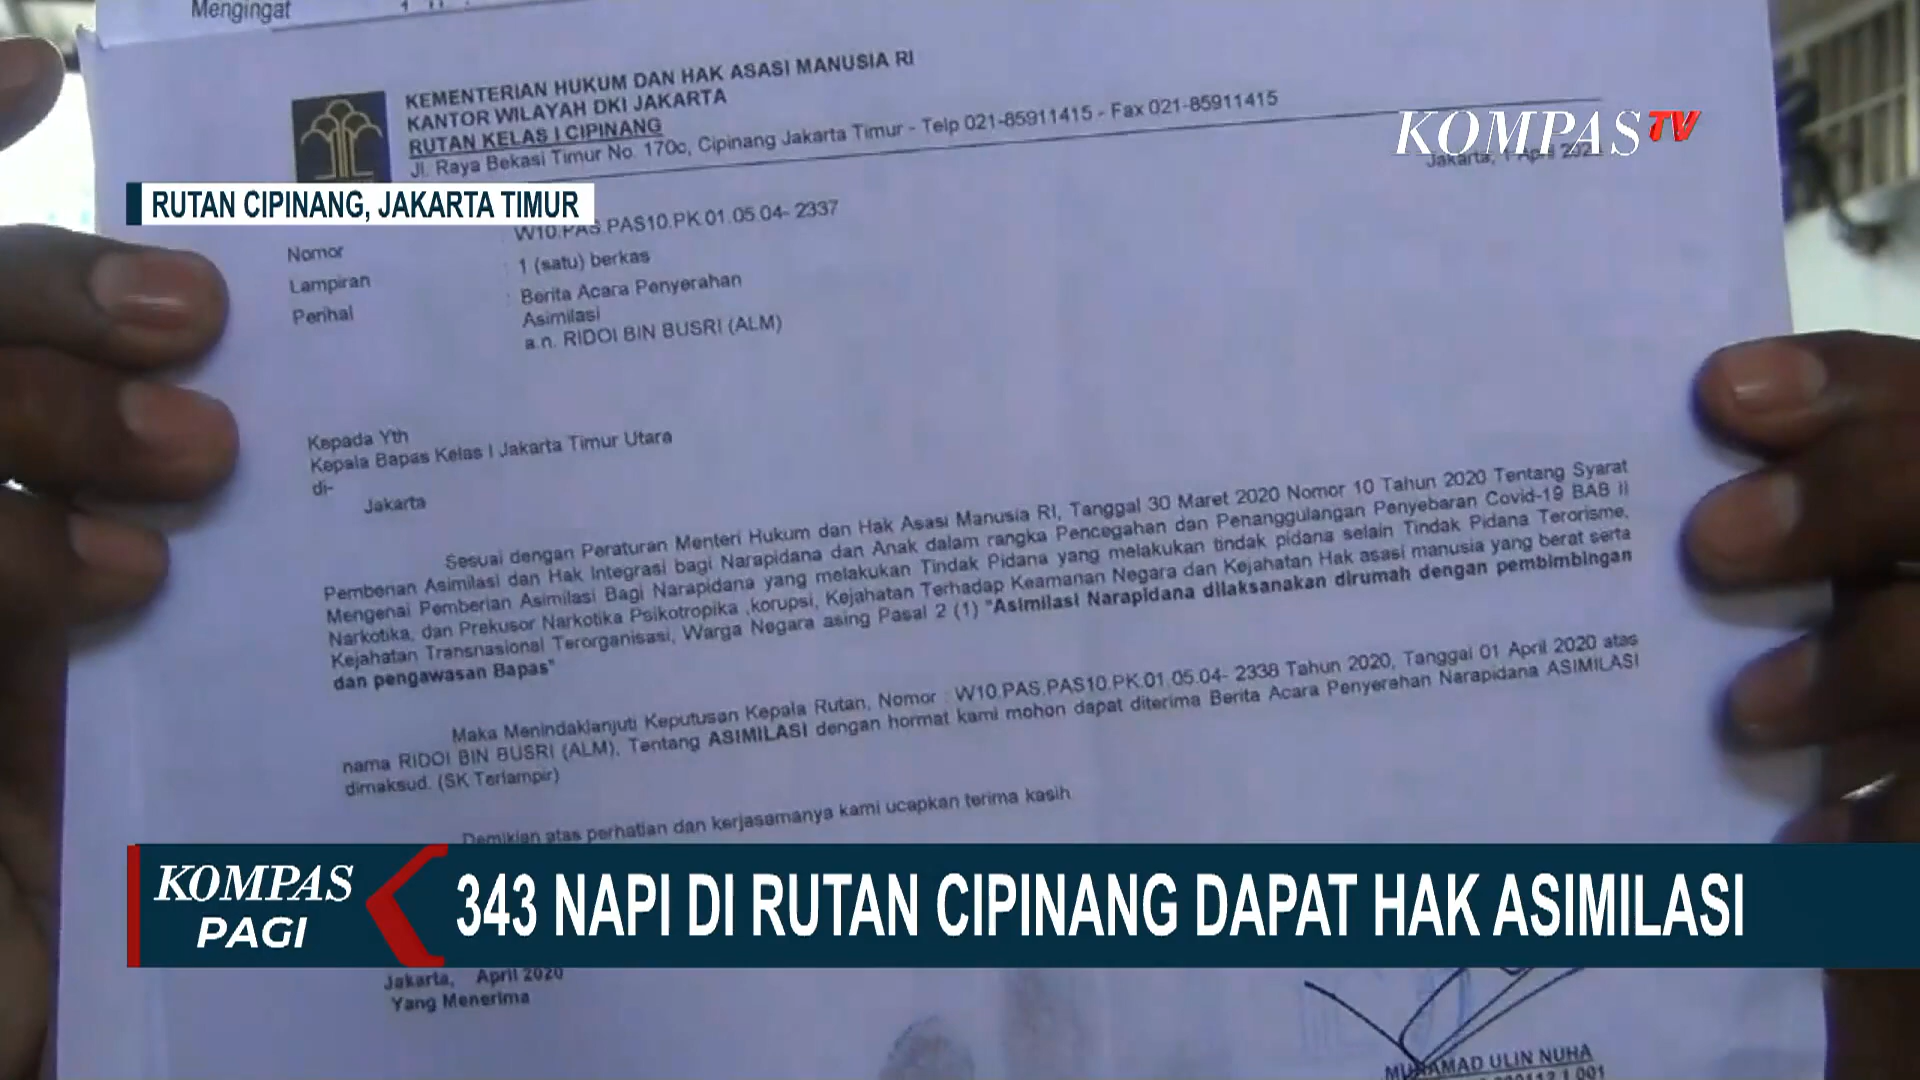 Mengingat
KEMENTERIAN HUKUM DAN HAK ASASI MANUSIA RI
KANTOR WILAYAH DKI JAKARTA
RUTAN KELAS I CIPINANG
Jl. Raya Bekasi Timur No. 170c, Cipinang Jakarta Timur - Telp 021-85911415 - Fax 021-85911415
KOMPAS TV
Jakarta, 1 April
RUTAN CIPINANG, JAKARTA TIMUR
Nomor : W10.PAS.PAS10.PK.01.05.04- 2337
Lampiran : 1 (satu) berkas
Perihal : Berita Acara Penyerahan
Asimilasi
a.n. RIDOI BIN BUSRI (ALM)
Kepada Yth
Kepala Bapas Kelas I Jakarta Timur Utara
di-
Jakarta
Sesuai dengan Peraturan Menteri Hukum dan Hak Asasi Manusia RI, Tanggal 30 Maret 2020 Nomor 10 Tahun 2020 Tentang Syarat
Pemberian Asimilasi dan Hak Integrasi bagi Narapidana dan Anak dalam rangka Pencegahan dan Penanggulangan Penyebaran Covid-19 BAB II
Mengenai Pemberian Asimilasi Bagi Narapidana yang melakukan Tindak Pidana yang melakukan tindak pidana selain Tindak Pidana Terorisme,
Narkotika, dan Prekusor Narkotika Psikotropika ,korupsi, Kejahatan Terhadap Keamanan Negara dan Kejahatan Hak asasi manusia yang berat serta
Kejahatan Transnasional Terorganisasi, Warga Negara asing Pasal 2 (1) "Asimilasi Narapidana dilaksanakan dirumah dengan pembimbingan
dan pengawasan Bapas"
Maka Menindaklanjuti Keputusan Kepala Rutan, Nomor : W10.PAS.PAS10.PK.01.05.04- 2338 Tahun 2020, Tanggal 01 April 2020 atas
nama RIDOI BIN BUSRI (ALM), Tentang ASIMILASI dengan hormat kami mohon dapat diterima Berita Acara Penyerahan Narapidana ASIMILASI
dimaksud. (SK Terlampir)
Demikian atas perhatian dan kerjasamanya kami ucapkan terima kasih
KOMPAS
PAGI
343 NAPI DI RUTAN CIPINANG DAPAT HAK ASIMILASI
Jakarta, April 2020
Yang Menerima
MUHAMAD ULIN NUHA